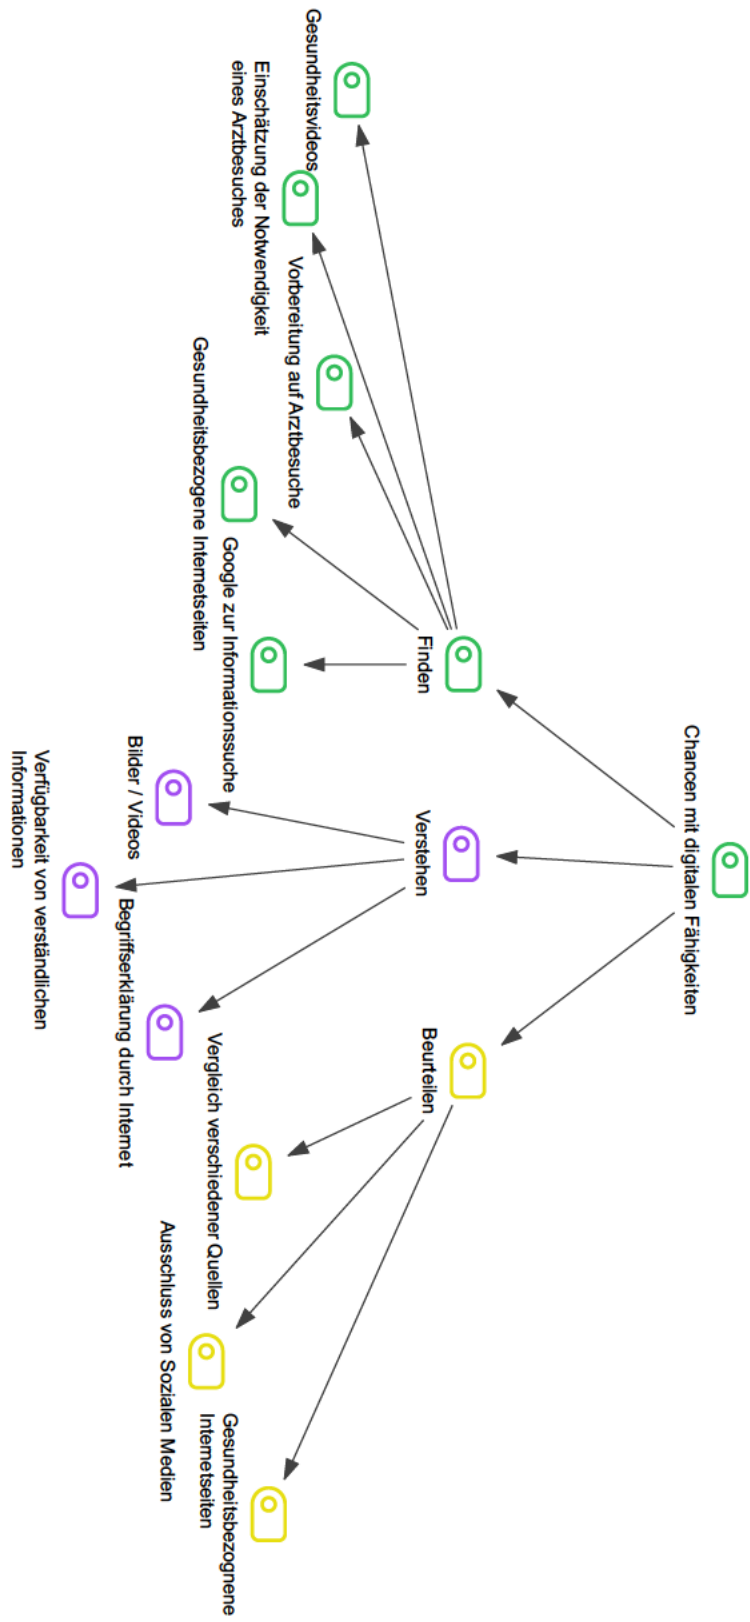 Chancen mit digitalen Fähigkeiten
Finden
Verstehen
Beurteilen
Gesundheitsvideos
Einschätzung der Notwendigkeit
eines Arztbesuches
Vorbereitung auf Arztbesuche
Gesundheitsbezogene Internetseiten
Google zur Informationssuche
Bilder / Videos
Verfügbarkeit von verständlichen
Informationen
Begriffserklärung durch Internet
Vergleich verschiedener Quellen
Ausschluss von Sozialen Medien
Gesundheitsbezognene
Internetseiten